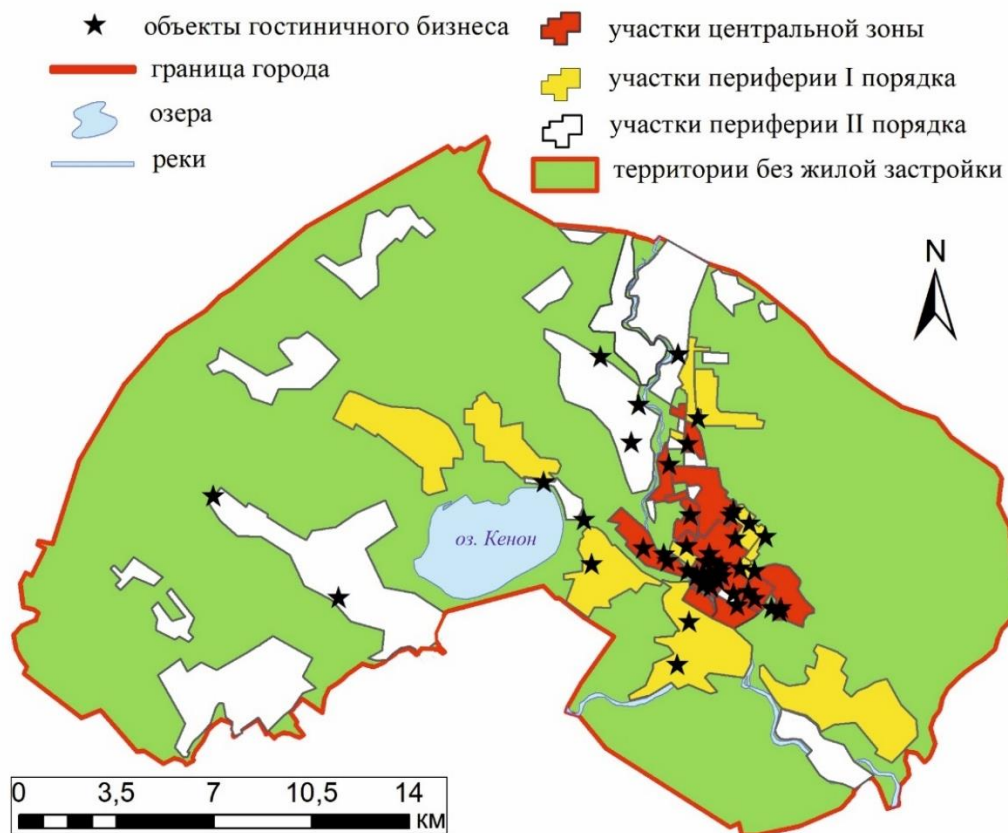 объекты гостиничного бизнеса
граница города
озера
реки
участки центральной зоны
участки периферии I порядка
участки периферии II порядка
территории без жилой застройки
N
оз. Кенон
0 3,5 7 10,5 14
КМ